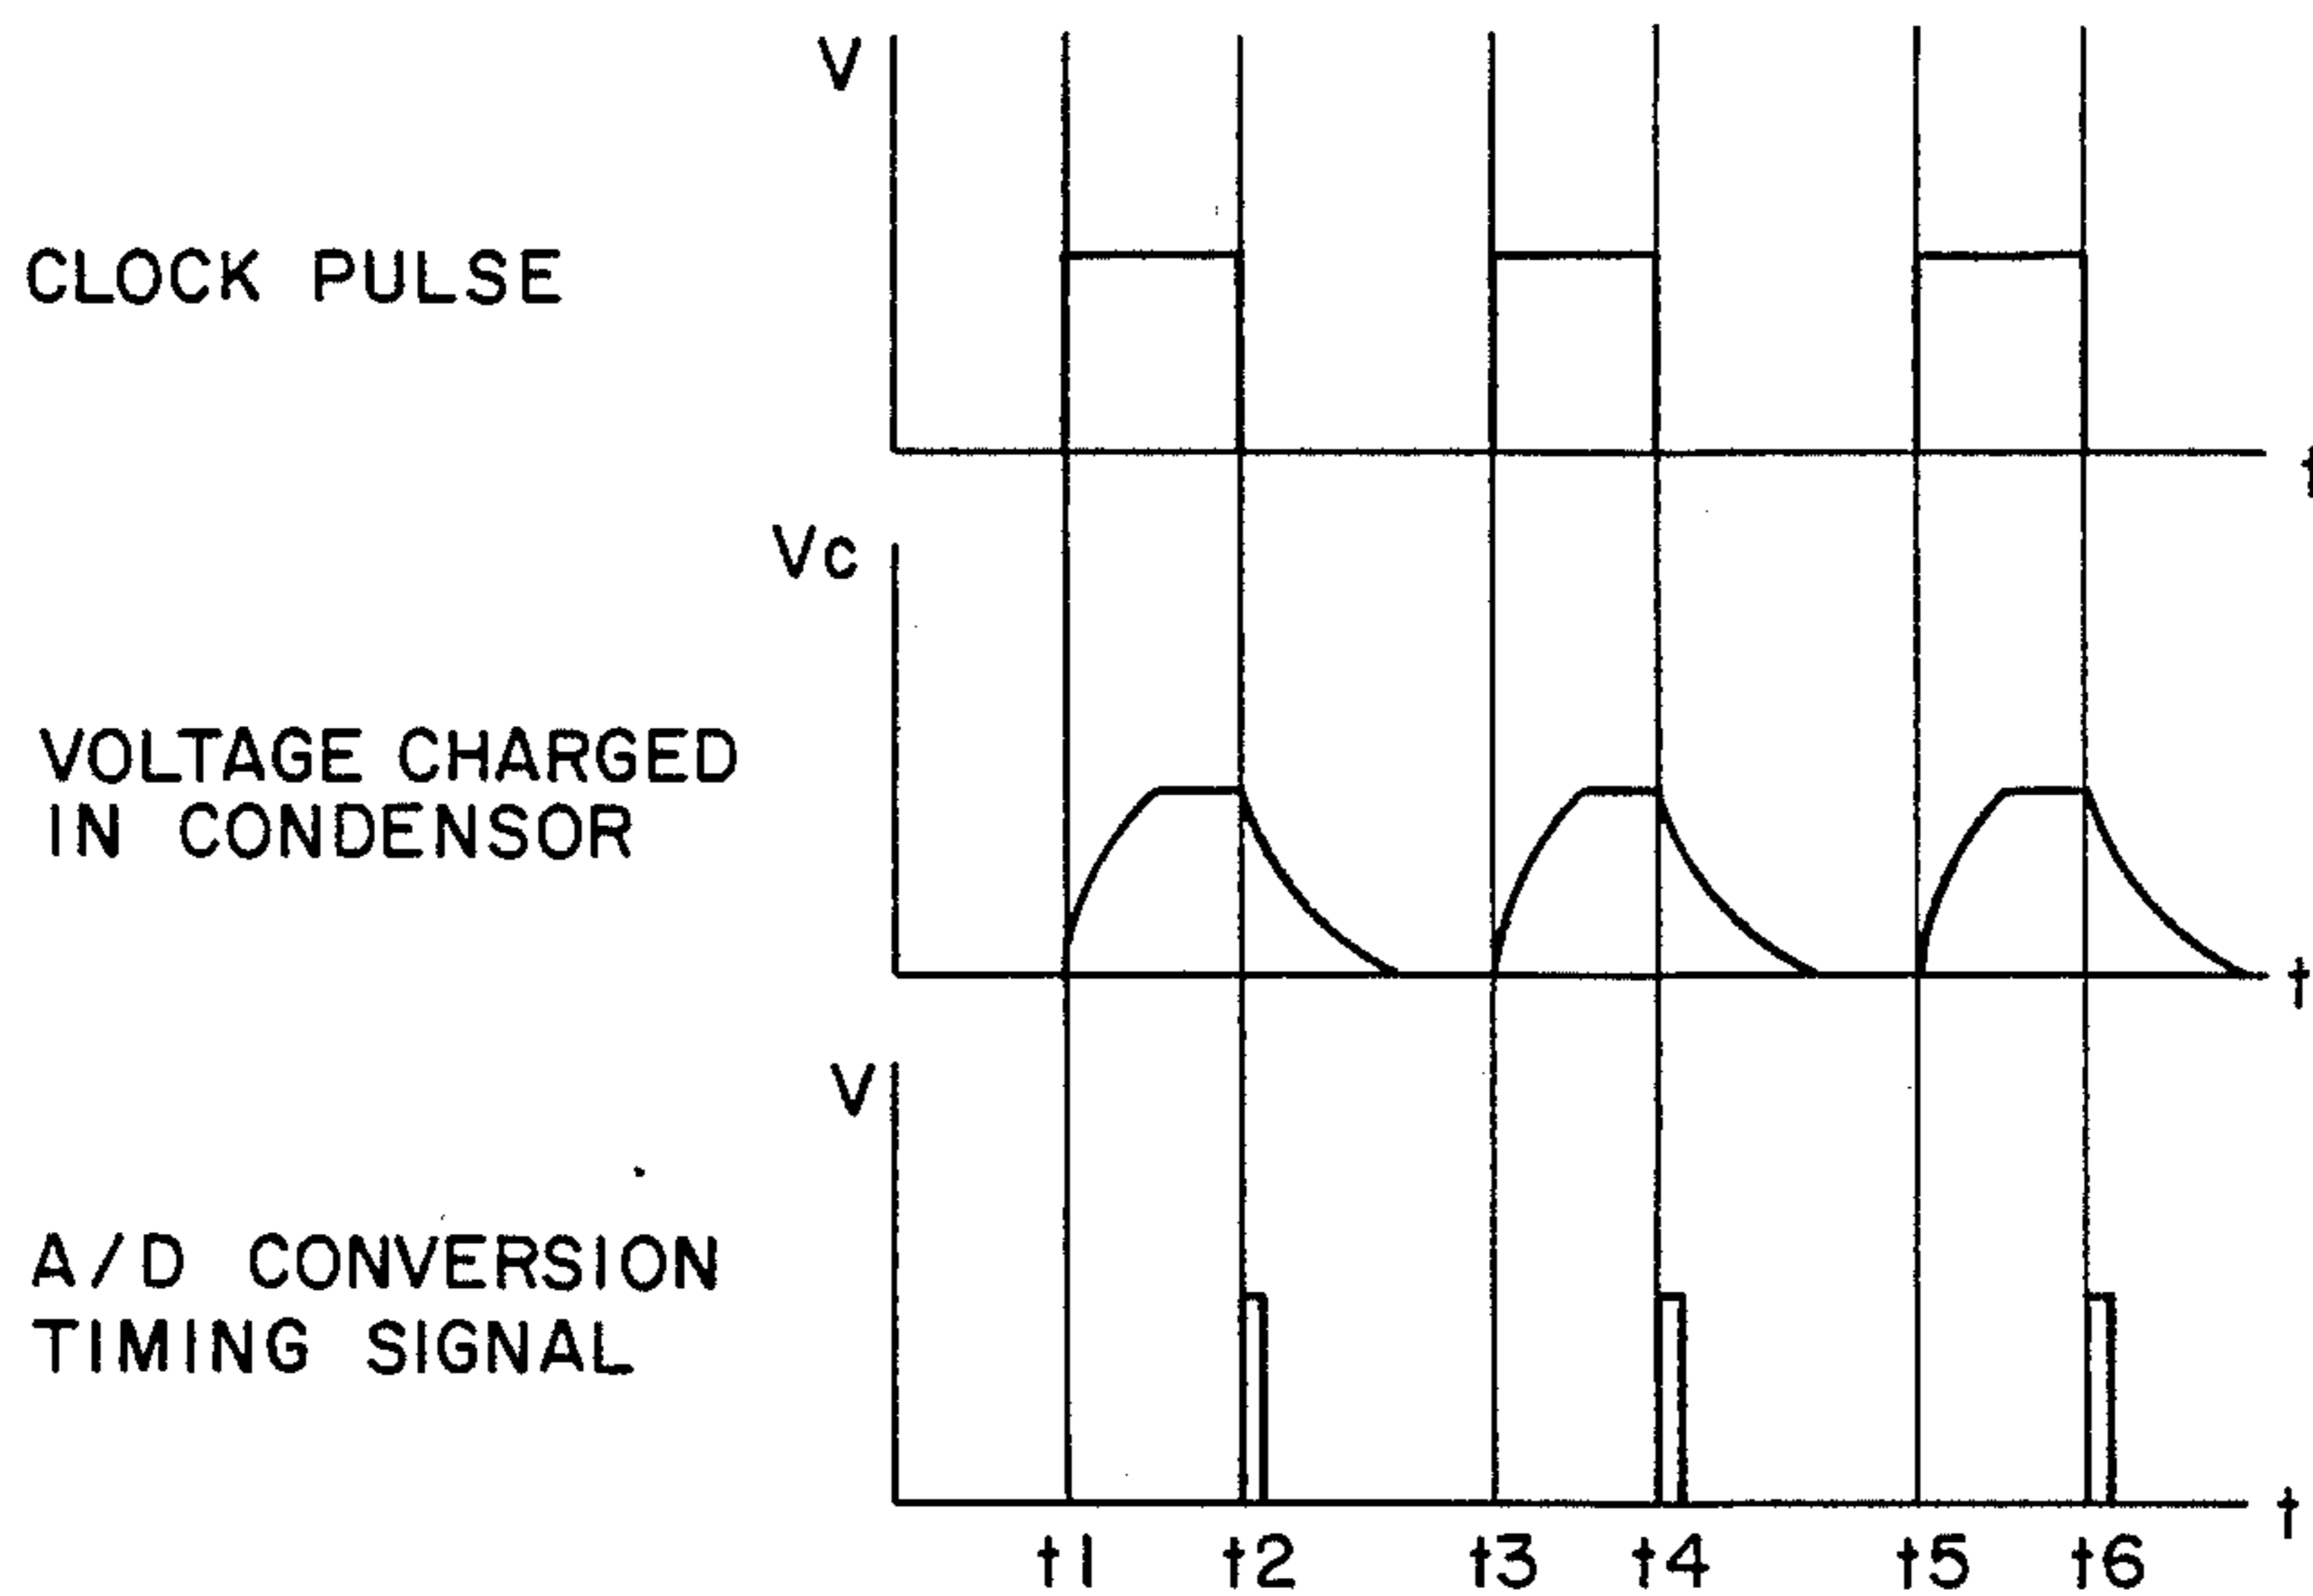 V
CLOCK PULSE
t
Vc
VOLTAGE CHARGED
IN CONDENSOR
t
V
A/D CONVERSION
TIMING SIGNAL
t
t1 t2 t3 t4 t5 t6